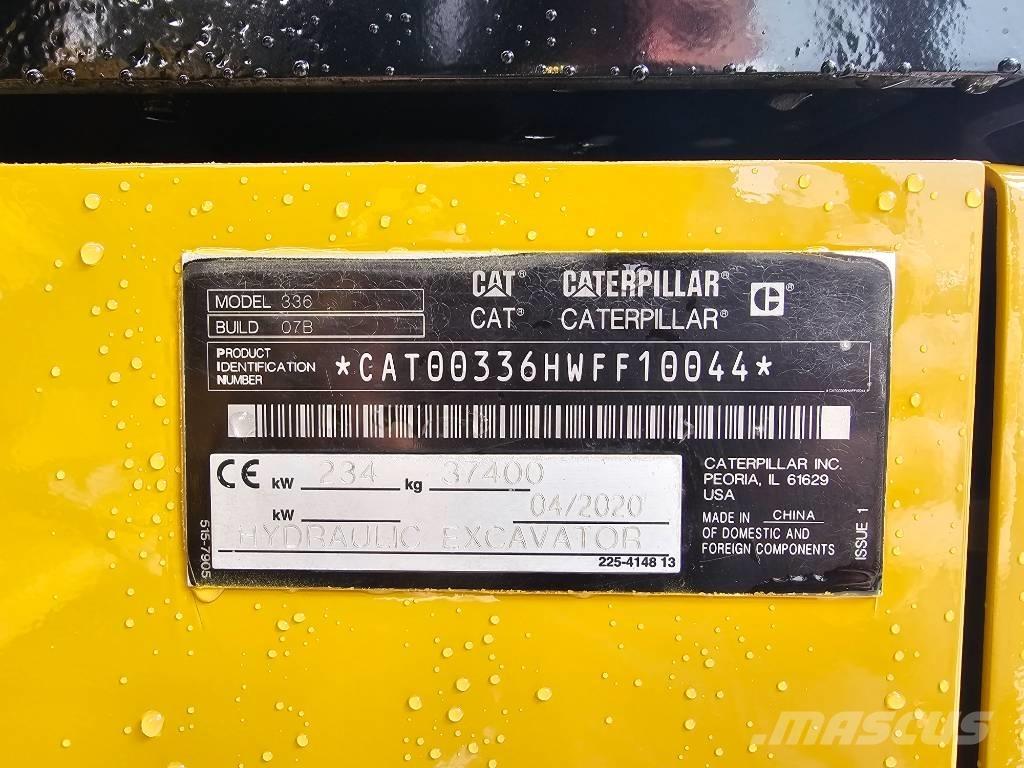 CAT CATERPILLAR ®
CAT® CATERPILLAR®
MODEL 336
BUILD 07B
PRODUCT
IDENTIFICATION
NUMBER
*CAT00336HWFF10044*
CE kW 234 kg 37400
kW 04/2020
HYDRAULIC EXCAVATOR
225-4148 13
515-7905
CATERPILLAR INC.
PEORIA, IL 61629
USA
MADE IN CHINA
OF DOMESTIC AND
FOREIGN COMPONENTS
ISSUE 1
MASCUS